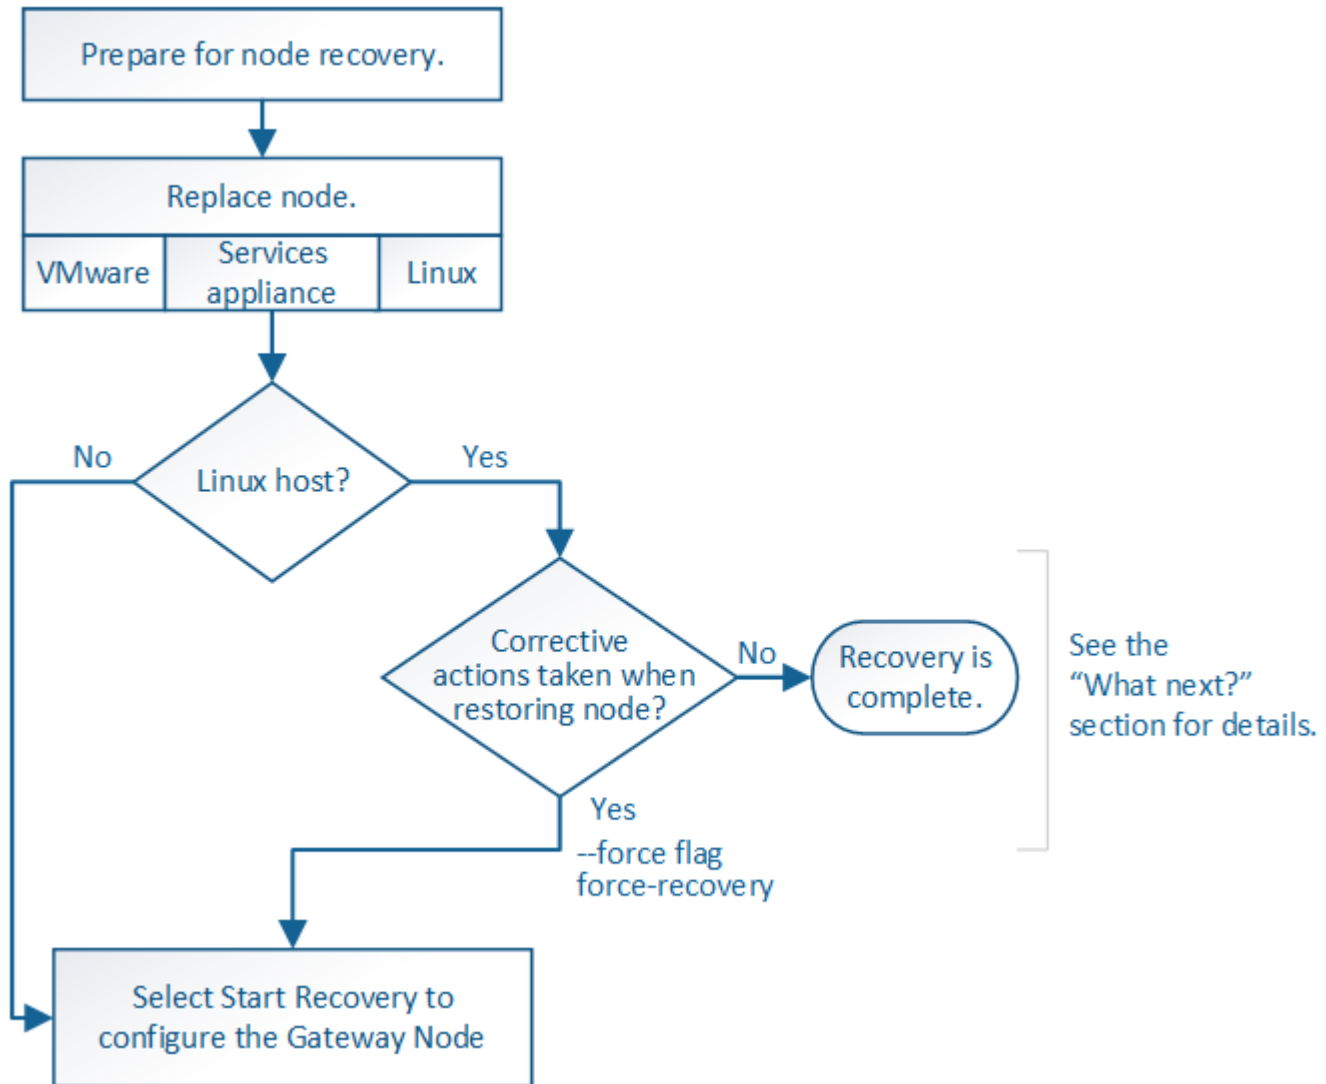 Prepare for node recovery.
Replace node.
VMware
Services
appliance
Linux
No
Yes
Linux host?
Corrective
actions taken when
restoring node?
No
Recovery is
complete.
See the
“What next?”
section for details.
Yes
--force flag
force-recovery
Select Start Recovery to
configure the Gateway Node